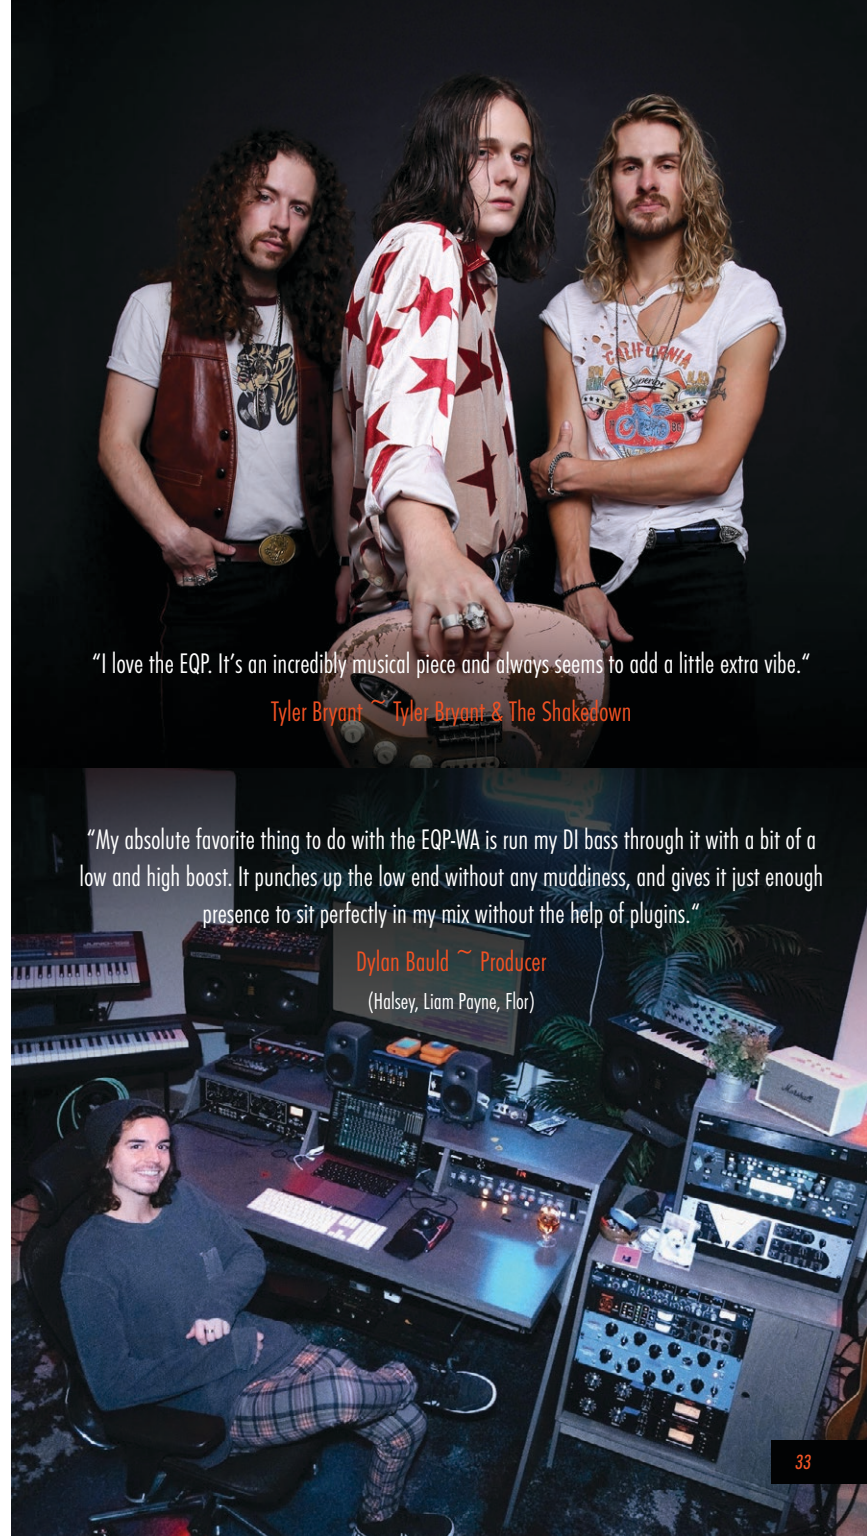 CALIFORNIA
Superior
“I love the EQP. It’s an incredibly musical piece and always seems to add a little extra vibe.“
Tyler Bryant ~ Tyler Bryant & The Shakedown
“My absolute favorite thing to do with the EQP-WA is run my DI bass through it with a bit of a
low and high boost. It punches up the low end without any muddiness, and gives it just enough
presence to sit perfectly in my mix without the help of plugins.“
Dylan Bauld ~ Producer
(Halsey, Liam Payne, Flor)
Marshall
33